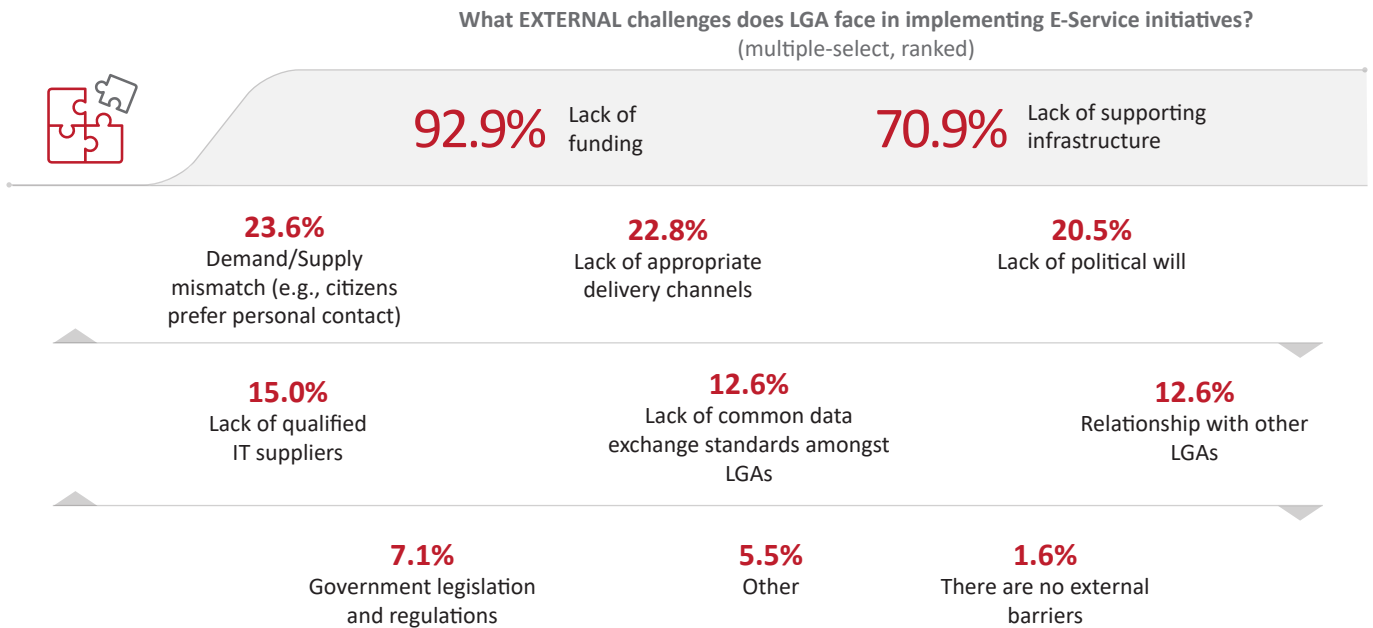 What EXTERNAL challenges does LGA face in implementing E-Service initiatives?
(multiple-select, ranked)
92.9%
Lack of
funding
70.9%
Lack of supporting
infrastructure
23.6%
Demand/Supply
mismatch (e.g., citizens
prefer personal contact)
22.8%
Lack of appropriate
delivery channels
20.5%
Lack of political will
15.0%
Lack of qualified
IT suppliers
12.6%
Lack of common data
exchange standards amongst
LGAs
12.6%
Relationship with other
LGAs
7.1%
Government legislation
and regulations
5.5%
Other
1.6%
There are no external
barriers